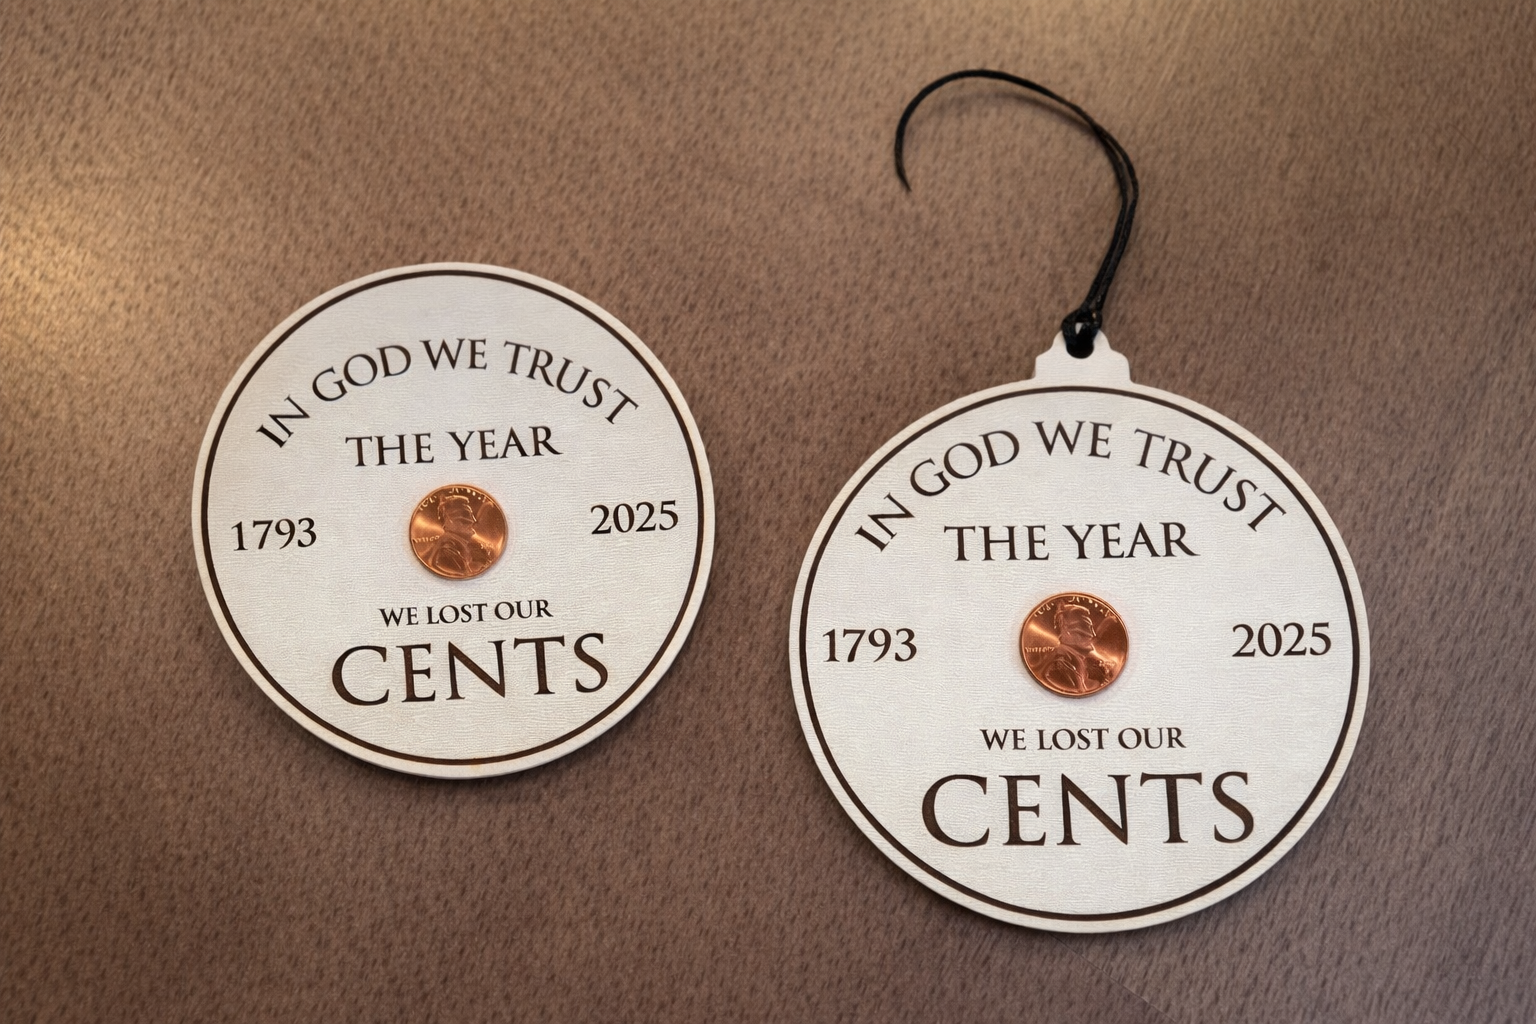 IN GOD WE TRUST
THE YEAR
1793
2025
WE LOST OUR
CENTS
IN GOD WE TRUST
THE YEAR
1793
2025
WE LOST OUR
CENTS